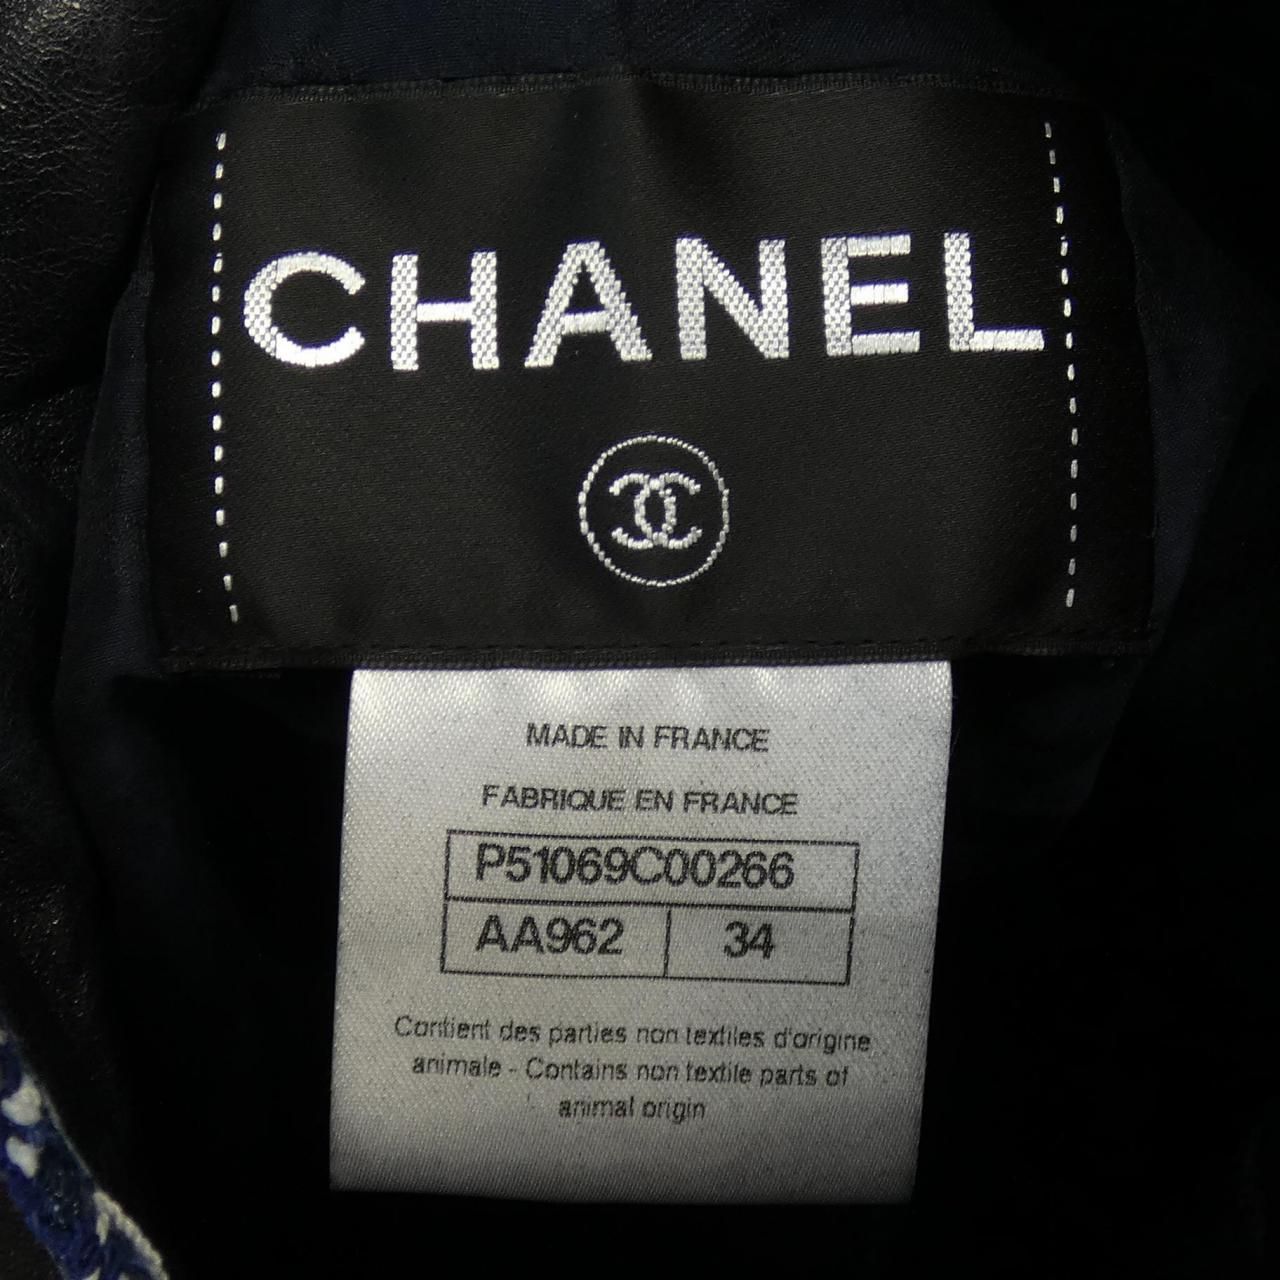 CHANEL
MADE IN FRANCE
FABRIQUE EN FRANCE
P51069C00266
AA962 34
Contient des parties non textiles d'origine
animale - Contains non textile parts of
animal origin